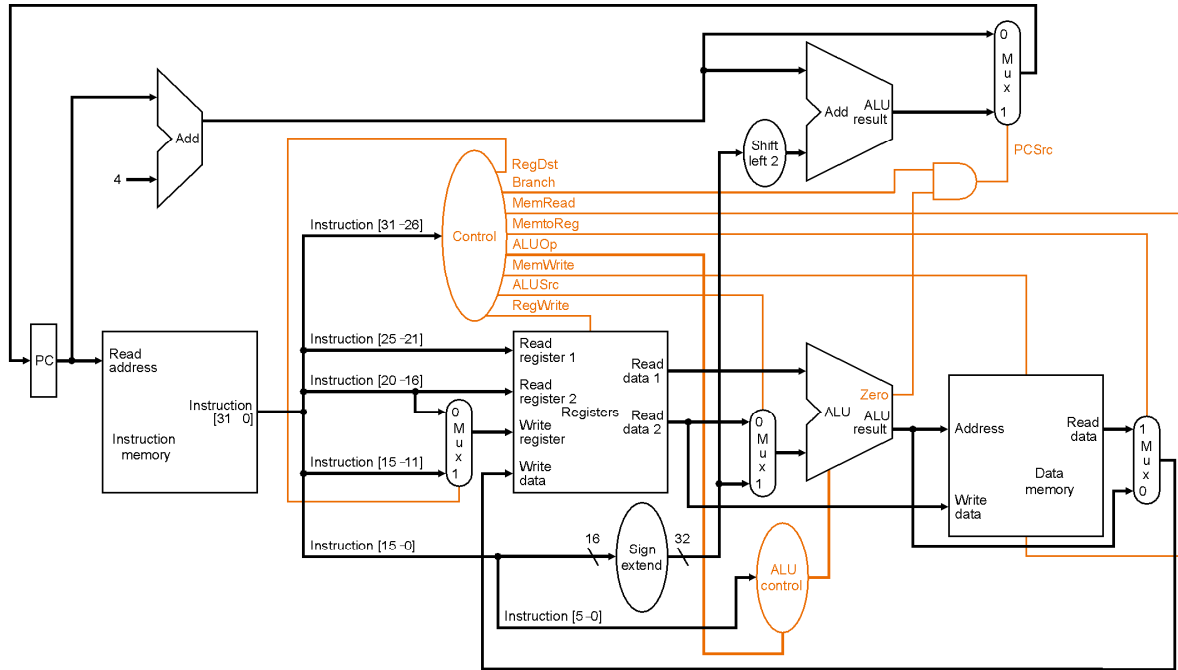 0
M
u
x
1
Add
ALU
result
Add
Shift
left 2
PCSrc
4
RegDst
Branch
MemRead
MemtoReg
ALUOp
MemWrite
ALUSrc
RegWrite
Control
Instruction [31–26]
Instruction [25–21]
Instruction [20–16]
Instruction [15–11]
Instruction [15–0]
Instruction [5–0]
PC
Read
address
Instruction
[31 0]
Instruction
memory
0
M
u
x
1
Read
register 1
Read
register 2
Registers
Write
register
Write
data
Read
data 1
Read
data 2
0
M
u
x
1
Zero
ALU
ALU
result
Address
Read
data
Data
memory
Write
data
1
M
u
x
0
16
Sign
extend
32
ALU
control